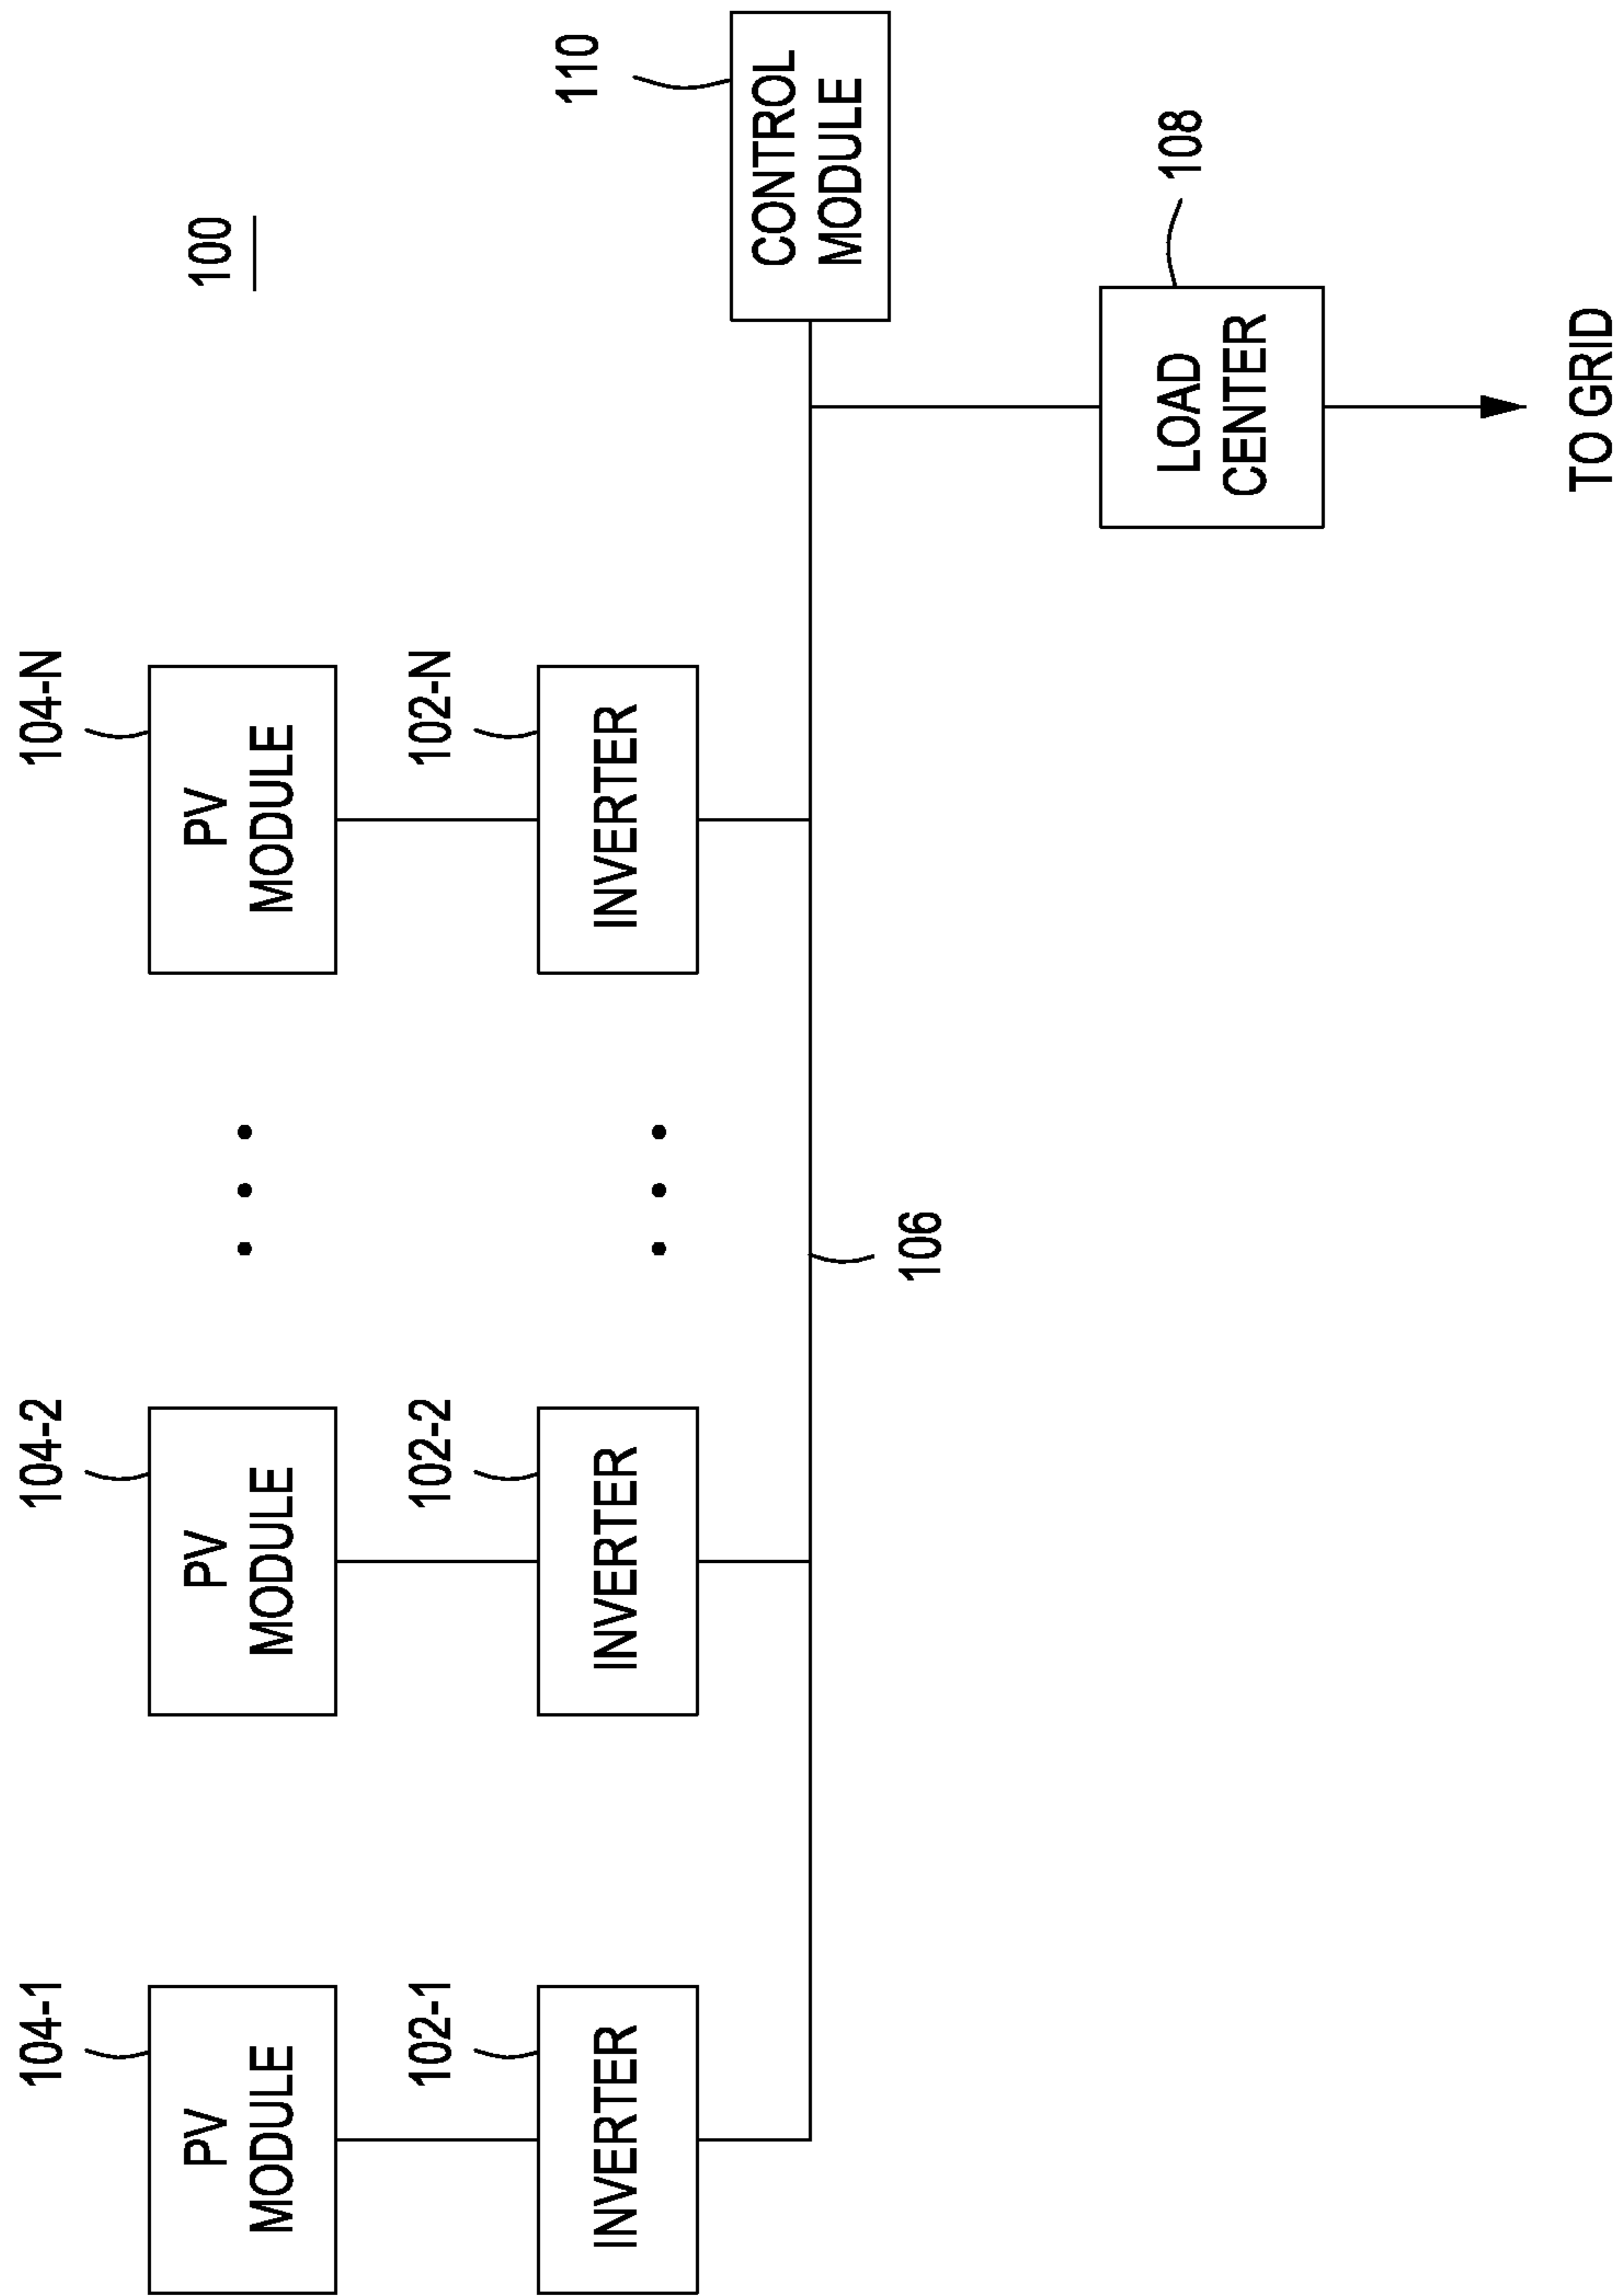 100
104-1
104-2
104-N
PV
MODULE
PV
MODULE
• • •
PV
MODULE
102-1
102-2
102-N
110
INVERTER
INVERTER
• • •
INVERTER
CONTROL
MODULE
106
108
LOAD
CENTER
TO GRID